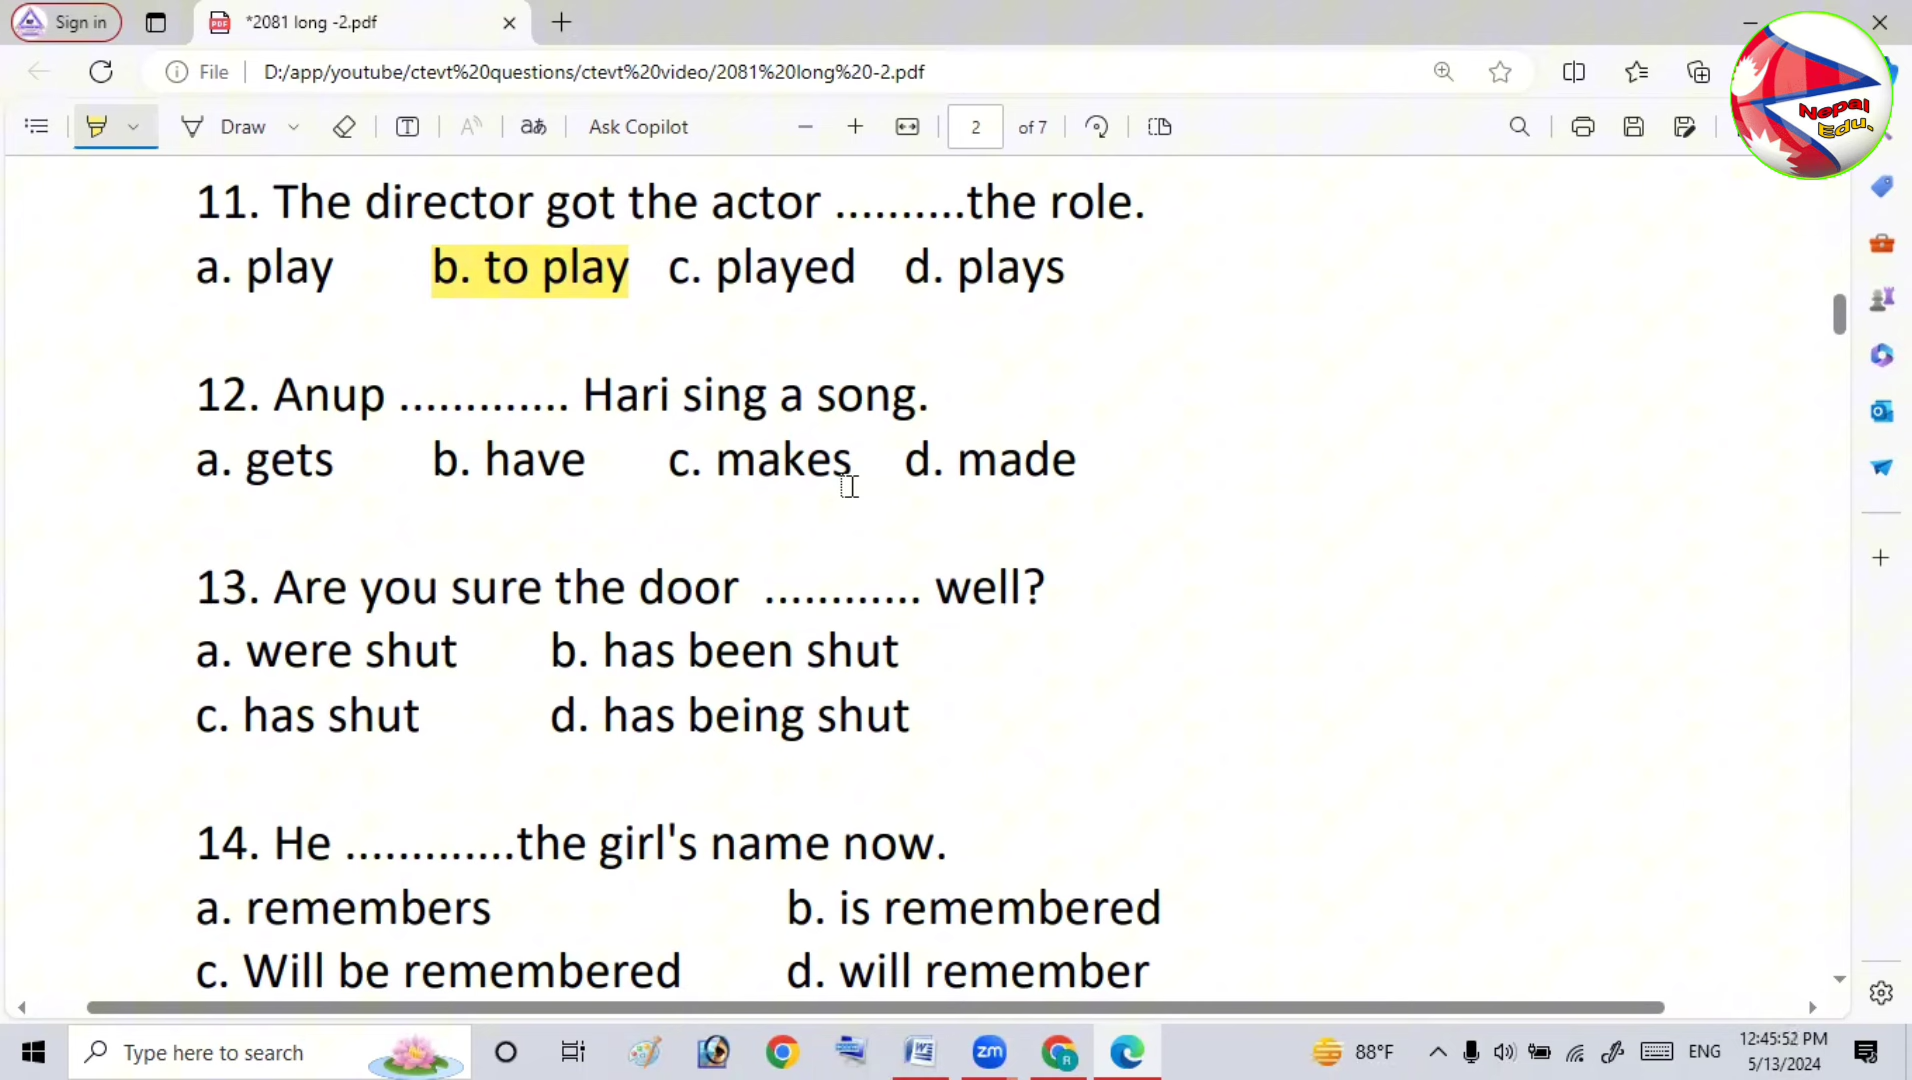 Sign in
*2081 long -2.pdf
File
D:/app/youtube/ctevt%20questions/ctevt%20video/2081%20long%20-2.pdf
Draw
Ask Copilot
2 of 7
Nepal
Edu.
11. The director got the actor ..........the role.
a. play b. to play c. played d. plays
12. Anup ............. Hari sing a song.
a. gets b. have c. makes d. made
13. Are you sure the door ............ well?
a. were shut b. has been shut
c. has shut d. has being shut
14. He .............the girl's name now.
a. remembers b. is remembered
c. Will be remembered d. will remember
Type here to search
zm
88°F
ENG
12:45:52 PM
5/13/2024